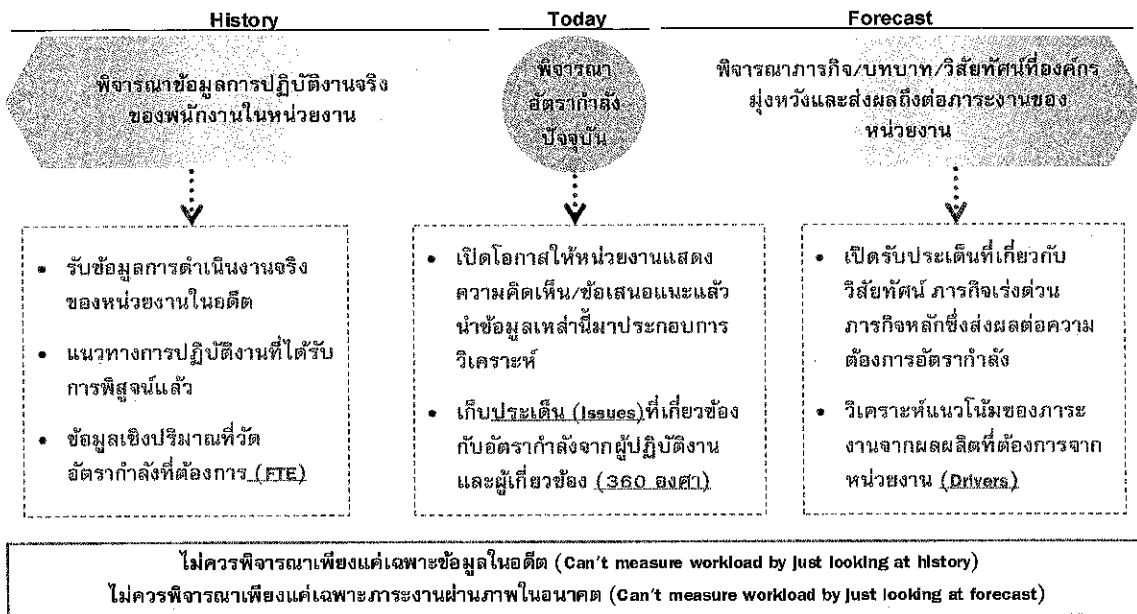 History
Today
Forecast
พิจารณาข้อมูลการปฏิบัติงานจริง
ของพนักงานในหน่วยงาน
พิจารณา
อัตรากำลัง
ปัจจุบัน
พิจารณาภารกิจ/บทบาท/วิสัยทัศน์ที่องค์กร
มุ่งหวังและส่งผลถึงต่อภาระงานของ
หน่วยงาน
• รับข้อมูลการดำเนินงานจริง
ของหน่วยงานในอดีต
• แนวทางการปฏิบัติงานที่ได้รับ
การพิสูจน์แล้ว
• ข้อมูลเชิงปริมาณที่วัด
อัตรากำลังที่ต้องการ (FTE)
• เปิดโอกาสให้หน่วยงานแสดง
ความคิดเห็น/ข้อเสนอแนะแล้ว
นำข้อมูลเหล่านี้มาประกอบการ
วิเคราะห์
• เก็บประเด็น (Issues)ที่เกี่ยวข้อง
กับอัตรากำลังจากผู้ปฏิบัติงาน
และผู้เกี่ยวข้อง (360 องศา)
• เปิดรับประเด็นที่เกี่ยวกับ
วิสัยทัศน์ ภารกิจเร่งด่วน
ภารกิจหลักซึ่งส่งผลต่อความ
ต้องการอัตรากำลัง
• วิเคราะห์แนวโน้มของภาระ
งานจากผลผลิตที่ต้องการจาก
หน่วยงาน (Drivers)
ไม่ควรพิจารณาเพียงแค่เฉพาะข้อมูลในอดีต (Can't measure workload by just looking at history)
ไม่ควรพิจารณาเพียงแค่เฉพาะภาระงานผ่านภาพในอนาคต (Can't measure workload by just looking at forecast)